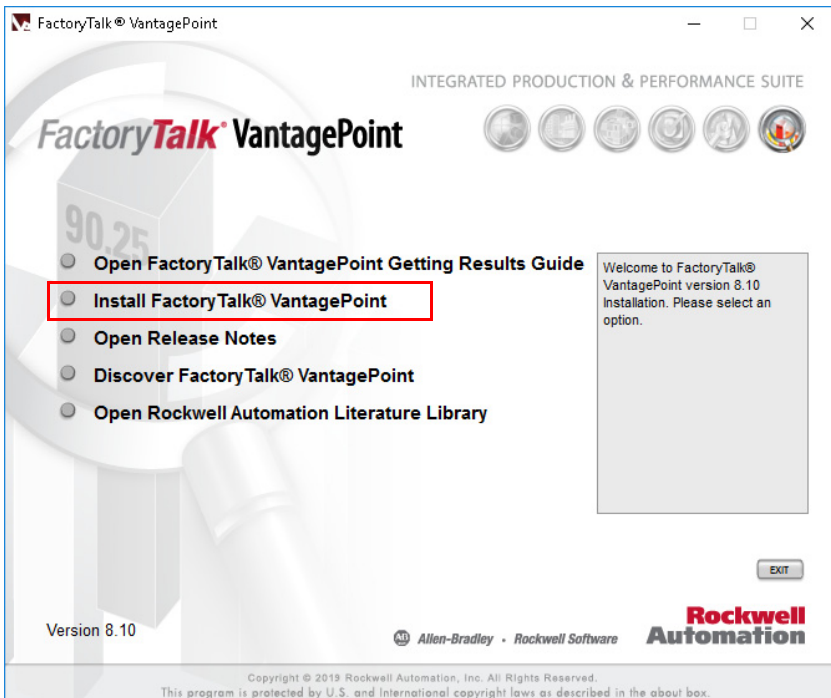 FactoryTalk® VantagePoint
INTEGRATED PRODUCTION & PERFORMANCE SUITE
FactoryTalk® VantagePoint
90.25
Open FactoryTalk® VantagePoint Getting Results Guide
Install FactoryTalk® VantagePoint
Open Release Notes
Discover FactoryTalk® VantagePoint
Open Rockwell Automation Literature Library
Welcome to FactoryTalk®
VantagePoint version 8.10
Installation. Please select an
option.
EXIT
Version 8.10
AB Allen-Bradley • Rockwell Software
Rockwell
Automation
Copyright © 2019 Rockwell Automation, Inc. All Rights Reserved.
This program is protected by U.S. and International copyright laws as described in the about box.